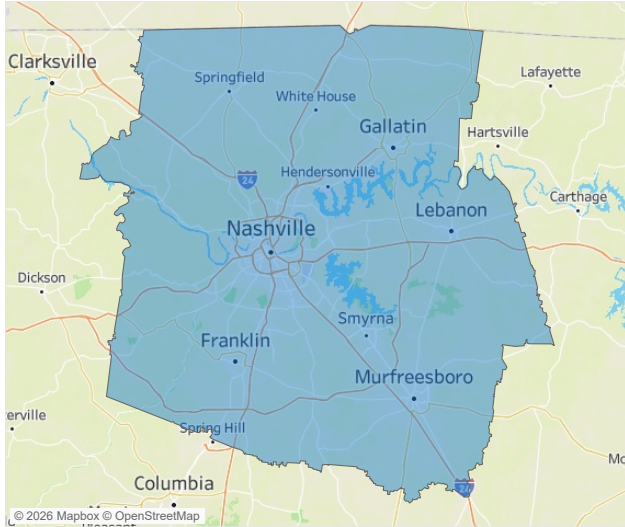 Clarksville
Lafayette
Springfield
White House
Gallatin
Hartsville
24
Hendersonville
Carthage
Lebanon
Nashville
Dickson
Smyrna
Franklin
Murfreesboro
erville
Spring Hill
Mc
Columbia
24
© 2026 Mapbox © OpenStreetMap